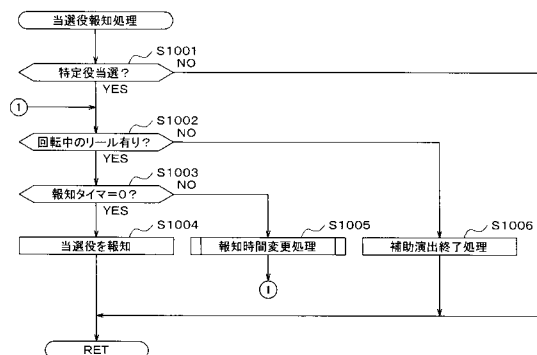 当選役報知処理
S1001
特定役当選?
NO
YES
1
S1002
回転中のリール有り?
NO
YES
S1003
報知タイマ=0?
NO
YES
S1004
当選役を報知
S1005
報知時間変更処理
S1006
補助演出終了処理
1
RET